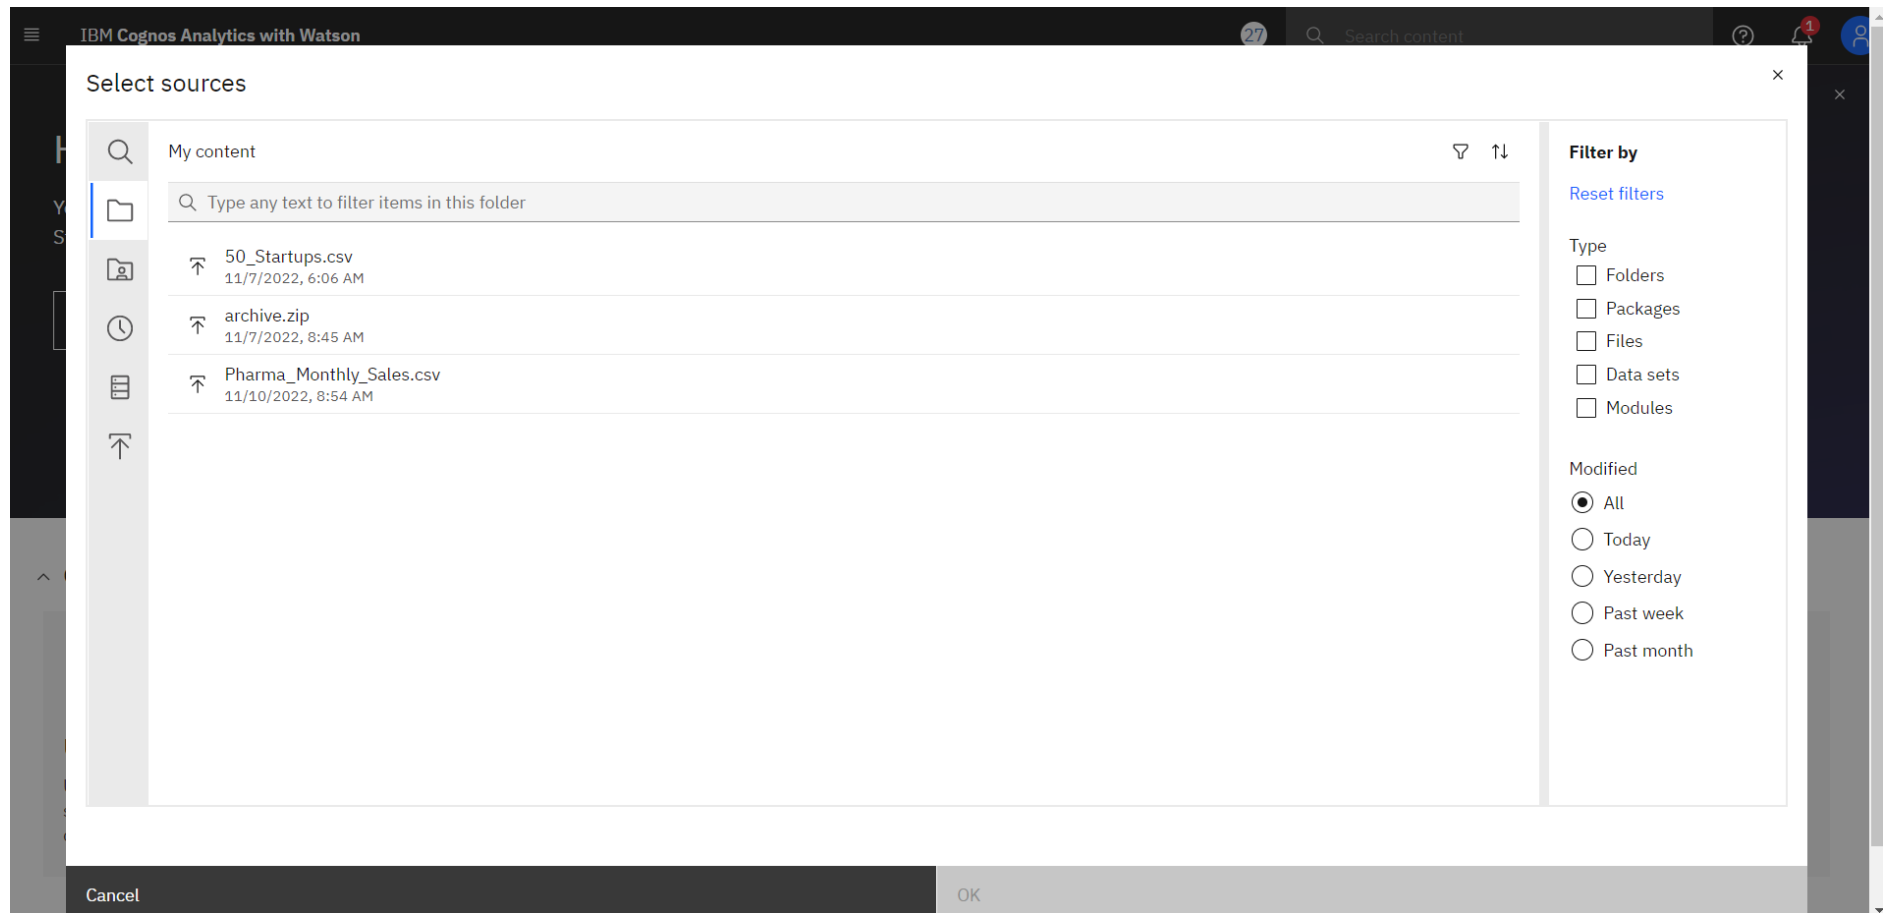 IBM Cognos Analytics with Watson
27
Search content
1
Select sources
My content
Type any text to filter items in this folder
50_Startups.csv
11/7/2022, 6:06 AM
archive.zip
11/7/2022, 8:45 AM
Pharma_Monthly_Sales.csv
11/10/2022, 8:54 AM
Filter by
Reset filters
Type
Folders
Packages
Files
Data sets
Modules
Modified
All
Today
Yesterday
Past week
Past month
Cancel
OK